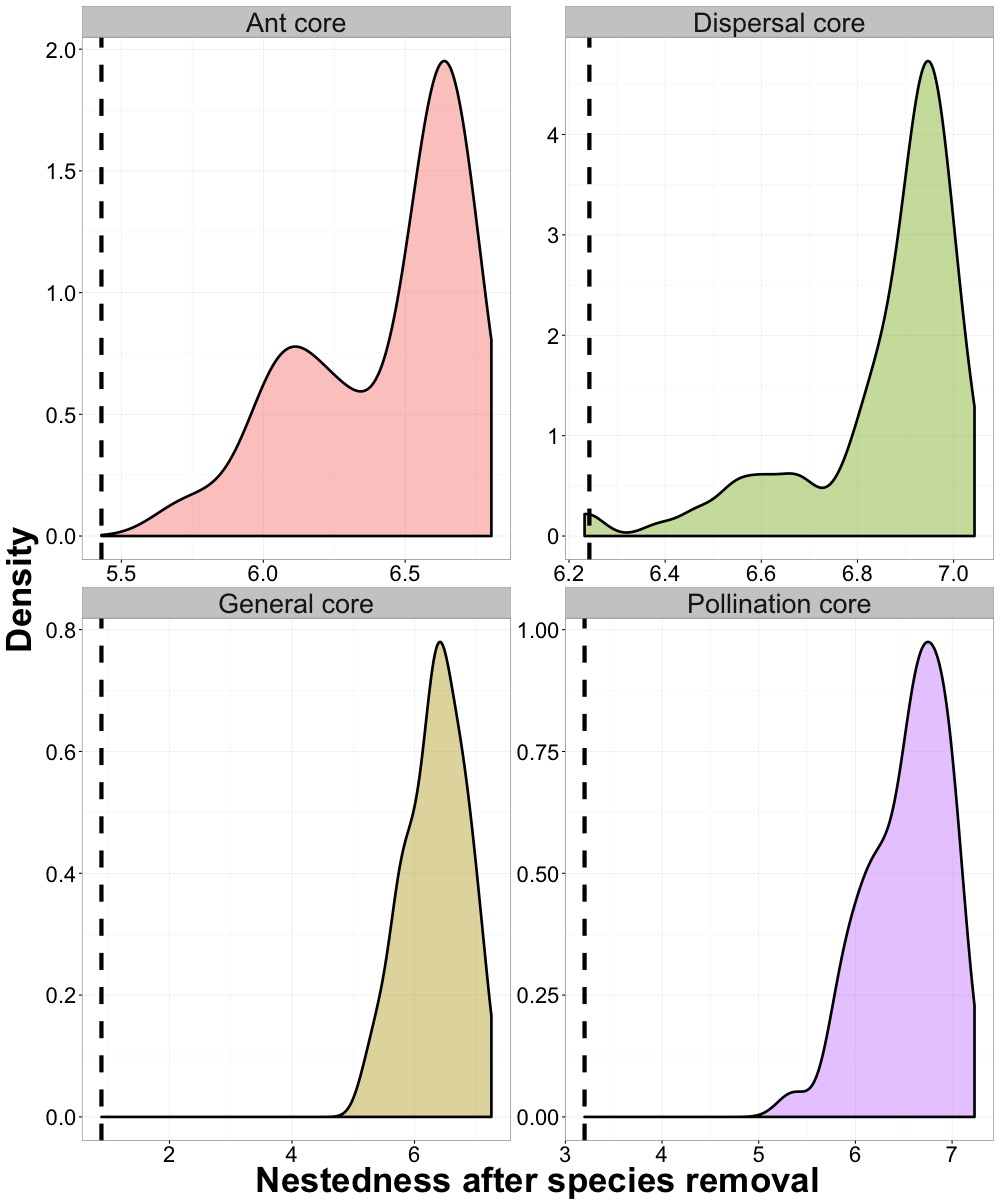 Ant core
Dispersal core
2.0
1.5
1.0
0.5
0.0
4
3
2
1
0
5.5 6.0 6.5
6.2 6.4 6.6 6.8 7.0
General core
Pollination core
0.8
0.6
0.4
0.2
0.0
1.00
0.75
0.50
0.25
0.00
2 4 6
3 4 5 6 7
Density
Nestedness after species removal